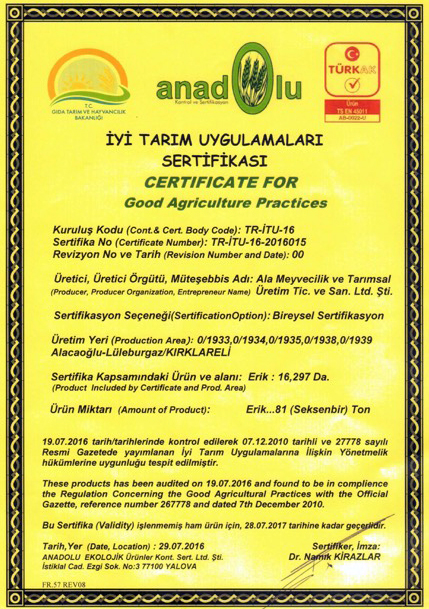 anadolu
Kontrol ve Sertifikasyon
T.C.
GIDA TARIM VE HAYVANCILIK
BAKANLIĞI
TÜRKAK
Ürün
TS EN 45011
AB-0022-U
İYİ TARIM UYGULAMALARI
SERTİFİKASI
CERTIFICATE FOR
Good Agriculture Practices
Kuruluş Kodu (Cont.& Cert. Body Code): TR-İTU-16
Sertifika No (Certificate Number): TR-İTU-16-2016015
Revizyon No ve Tarih (Revision Number and Date): 00
Üretici, Üretici Örgütü, Müteşebbis Adı: Ala Meyvecilik ve Tarımsal
(Producer, Producer Organization, Entrepreneur Name) Üretim Tic. ve San. Ltd. Şti.
Sertifikasyon Seçeneği(SertificationOption): Bireysel Sertifikasyon
Üretim Yeri (Production Area): 0/1933,0/1934,0/1935,0/1938,0/1939
Alacaoğlu-Lüleburgaz/KIRKLARELİ
Sertifika Kapsamındaki Ürün ve alanı: Erik : 16,297 Da.
(Product Included by Certificate and Prod. Area)
Ürün Miktarı (Amount of Product): Erik...81 (Seksenbir) Ton
19.07.2016 tarih/tarihlerinde kontrol edilerek 07.12.2010 tarihli ve 27778 sayılı
Resmi Gazetede yayımlanan İyi Tarım Uygulamalarına İlişkin Yönetmelik
hükümlerine uygunluğu tespit edilmiştir.
These products has been audited on 19.07.2016 and found to be in complience
the Regulation Concerning the Good Agricultural Practices with the Official
Gazette, reference number 267778 and dated 7th December 2010.
Bu Sertifika (Validity) işlenmemiş ham ürün için, 28.07.2017 tarihine kadar geçerlidir.
Tarih,Yer (Date, Location) : 29.07.2016 Sertifiker, İmza:
ANADOLU EKOLOJİK Ürünler Kont. Sert. Ltd. Şti. Dr. Namık KİRAZLAR
İstiklal Cad. Ezgi Sok. No:3 77100 YALOVA
FR.57 REV08